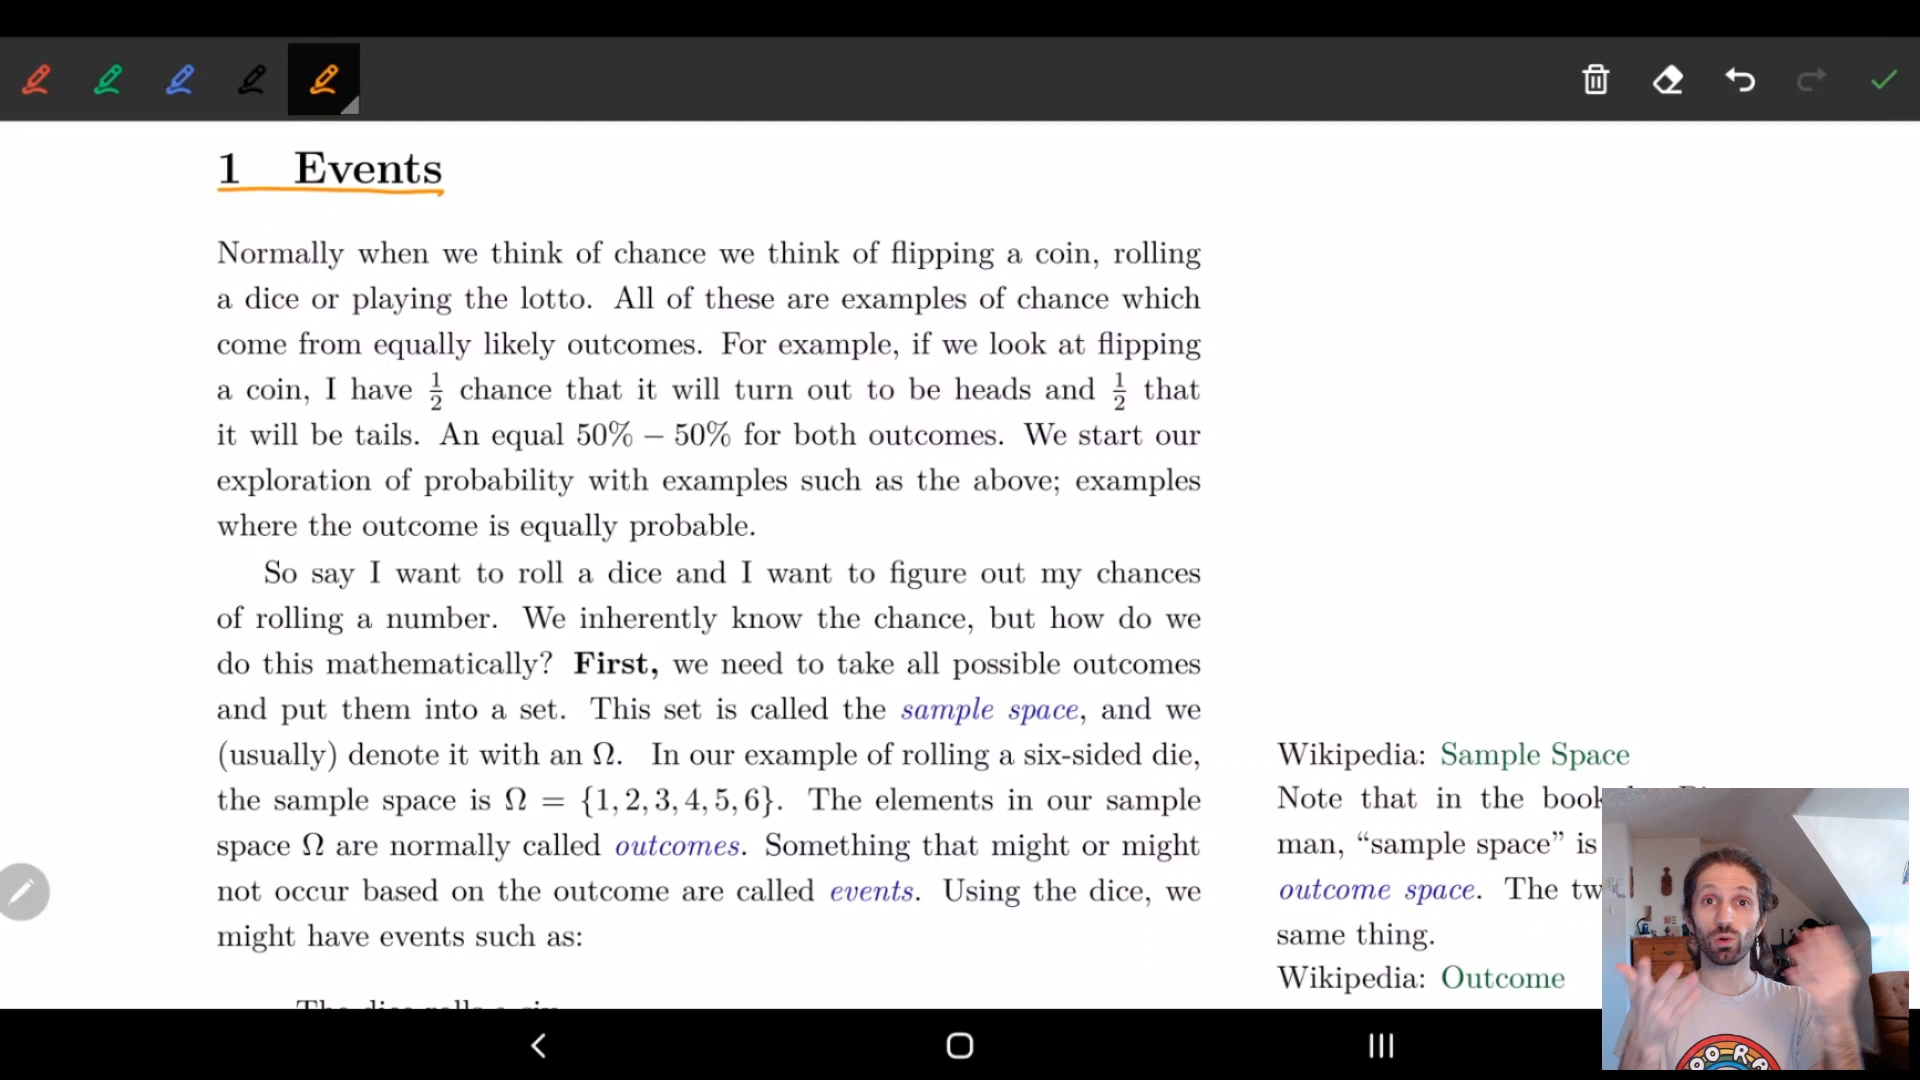 1 Events
Normally when we think of chance we think of flipping a coin, rolling
a dice or playing the lotto. All of these are examples of chance which
come from equally likely outcomes. For example, if we look at flipping
a coin, I have 1/2 chance that it will turn out to be heads and 1/2 that
it will be tails. An equal 50% – 50% for both outcomes. We start our
exploration of probability with examples such as the above; examples
where the outcome is equally probable.
So say I want to roll a dice and I want to figure out my chances
of rolling a number. We inherently know the chance, but how do we
do this mathematically? First, we need to take all possible outcomes
and put them into a set. This set is called the sample space, and we
(usually) denote it with an Ω. In our example of rolling a six-sided die,
the sample space is Ω = {1, 2, 3, 4, 5, 6}. The elements in our sample
space Ω are normally called outcomes. Something that might or might
not occur based on the outcome are called events. Using the dice, we
might have events such as:
The dice rolls a six
Wikipedia: Sample Space
Note that in the book
man, “sample space” is
outcome space. The
same thing.
Wikipedia: Outcome